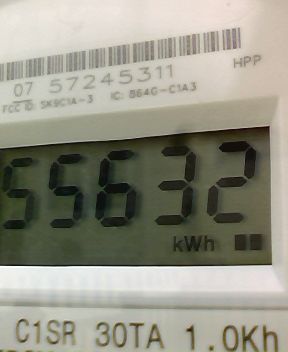 07 57245311
HPP
FCC ID: SK9C1A-3 IC: 864G-C1A3
55632
kWh
C1SR 30TA 1.0Kh